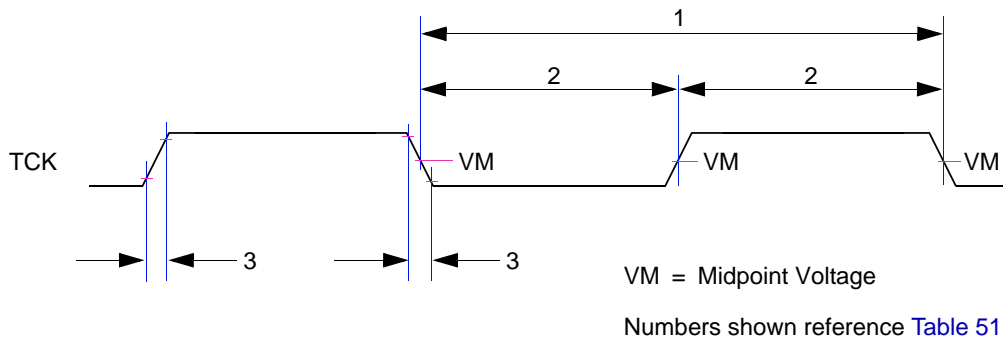 1
2 2
TCK VM VM VM
3 3
VM = Midpoint Voltage
Numbers shown reference Table 51